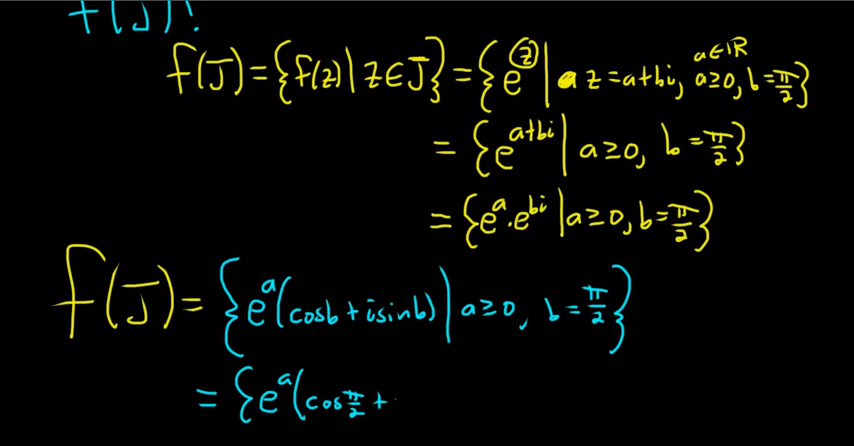 f(J)!
f(J) = {f(z) | z ∈ J} = {e^z | z = a+bi, a∈ℝ a≥0, b = π/2}
= {e^(a+bi) | a≥0, b = π/2}
= {e^a · e^(bi) | a≥0, b = π/2}
f(J) = {e^a (cos b + i sin b) | a≥0, b = π/2}
= {e^a (cos π/2 +